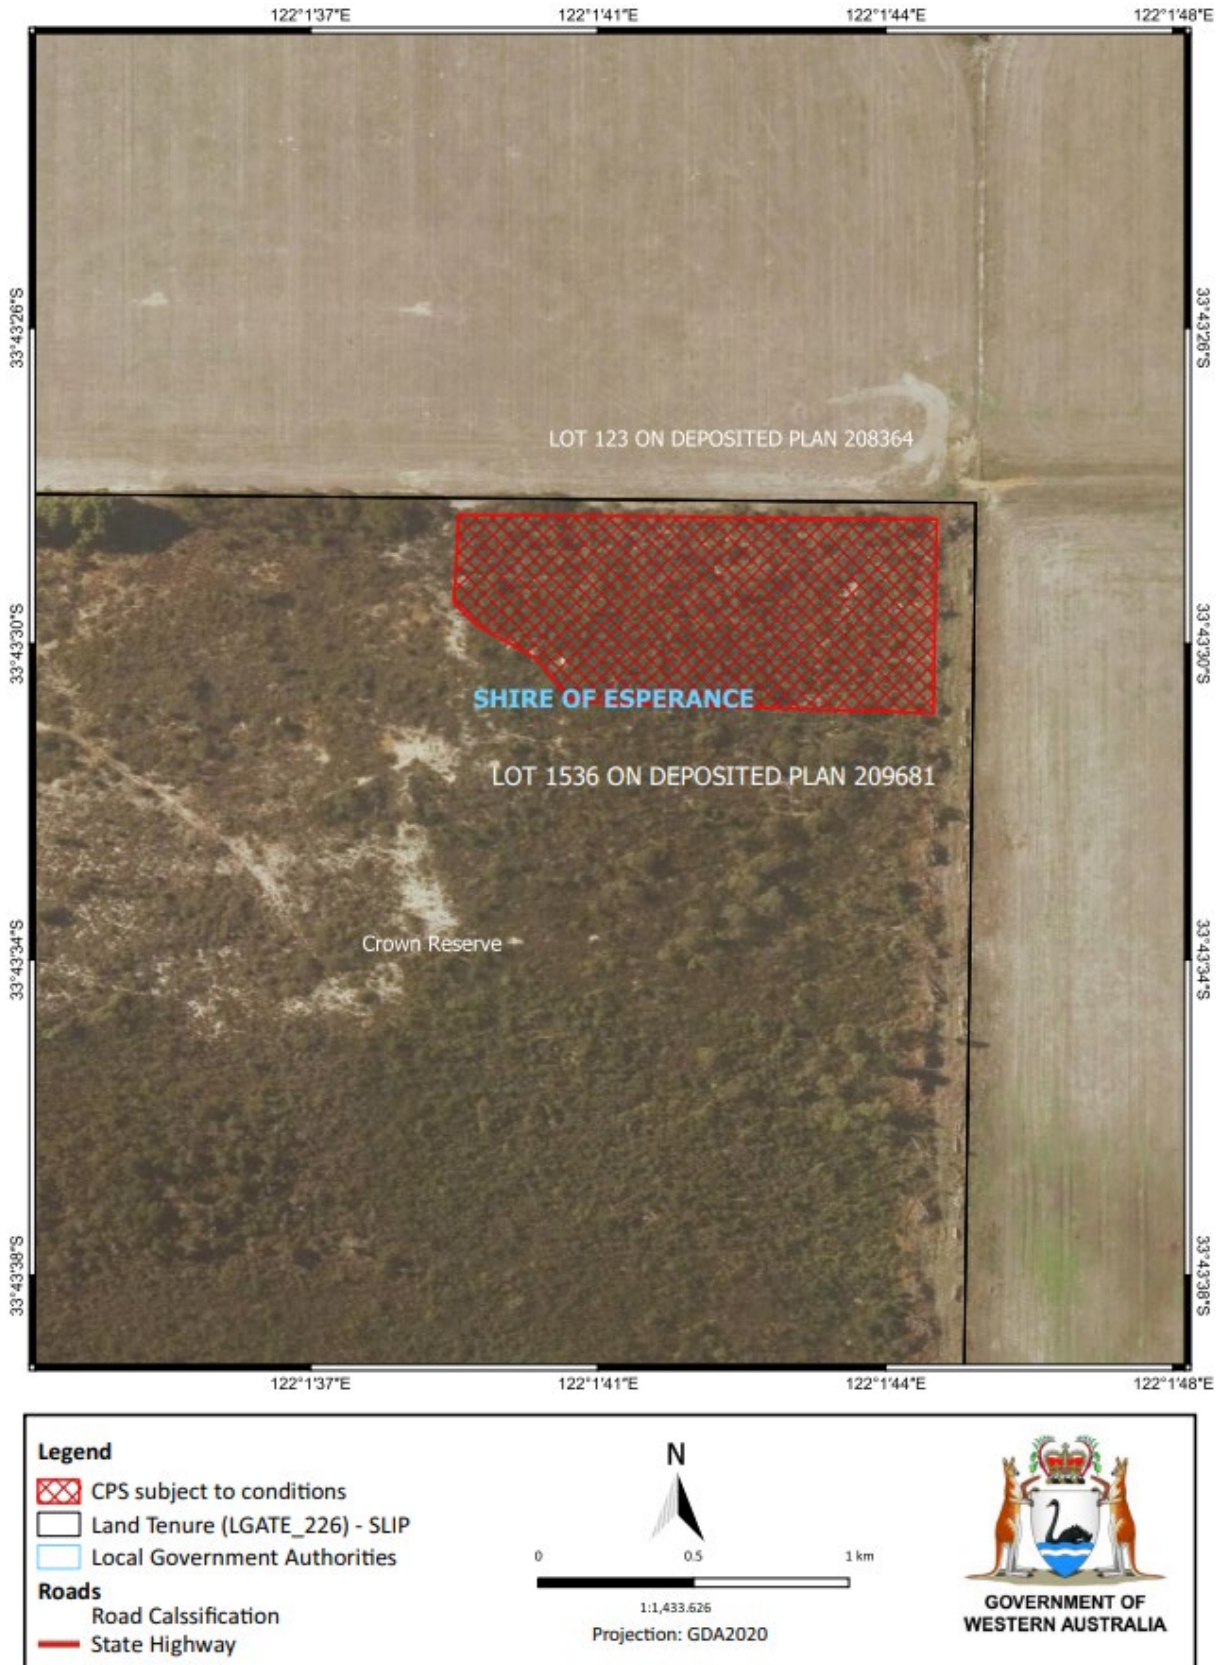 122°1'37"E 122°1'41"E 122°1'44"E 122°1'48"E
33°43'26"S 33°43'26"S
LOT 123 ON DEPOSITED PLAN 208364
33°43'30"S 33°43'30"S
SHIRE OF ESPERANCE
LOT 1536 ON DEPOSITED PLAN 209681
Crown Reserve
33°43'34"S 33°43'34"S
33°43'38"S 33°43'38"S
122°1'37"E 122°1'41"E 122°1'44"E 122°1'48"E
Legend
CPS subject to conditions
Land Tenure (LGATE_226) - SLIP
Local Government Authorities
Roads
Road Calssification
State Highway
N
0 0.5 1 km
1:1,433.626
Projection: GDA2020
GOVERNMENT OF
WESTERN AUSTRALIA